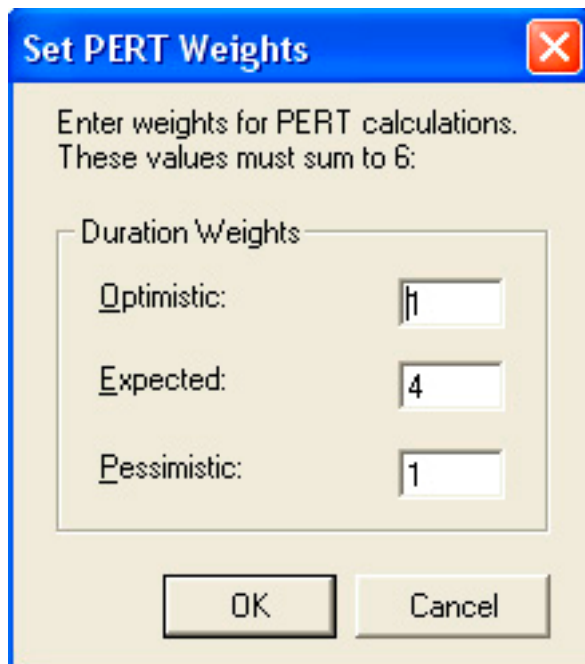 Set PERT Weights
Enter weights for PERT calculations.
These values must sum to 6:
Duration Weights
Optimistic: 1
Expected: 4
Pessimistic: 1
OK Cancel